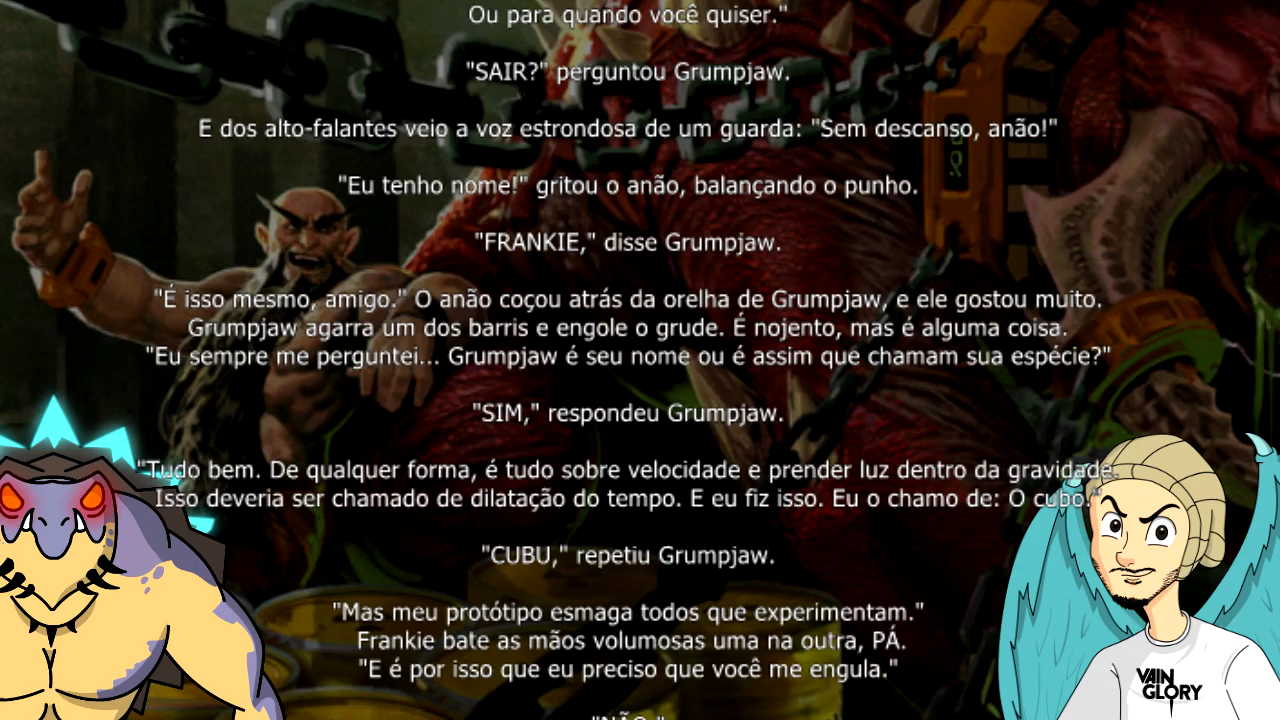 Ou para quando você quiser."
"SAIR?" perguntou Grumpjaw.
E dos alto-falantes veio a voz estrondosa de um guarda: "Sem descanso, anão!"
"Eu tenho nome!" gritou o anão, balançando o punho.
"FRANKIE," disse Grumpjaw.
"É isso mesmo, amigo." O anão coçou atrás da orelha de Grumpjaw, e ele gostou muito.
Grumpjaw agarra um dos barris e engole o grude. É nojento, mas é alguma coisa.
"Eu sempre me perguntei... Grumpjaw é seu nome ou é assim que chamam sua espécie?"
"SIM," respondeu Grumpjaw.
"Tudo bem. De qualquer forma, é tudo sobre velocidade e prender luz dentro da gravidade.
Isso deveria ser chamado de dilatação do tempo. E eu fiz isso. Eu o chamo de: O cubo."
"CUBU," repetiu Grumpjaw.
"Mas meu protótipo esmaga todos que experimentam."
Frankie bate as mãos volumosas uma na outra, PÁ.
"E é por isso que eu preciso que você me engula."
"NÃO,"
VAIN
GLORY